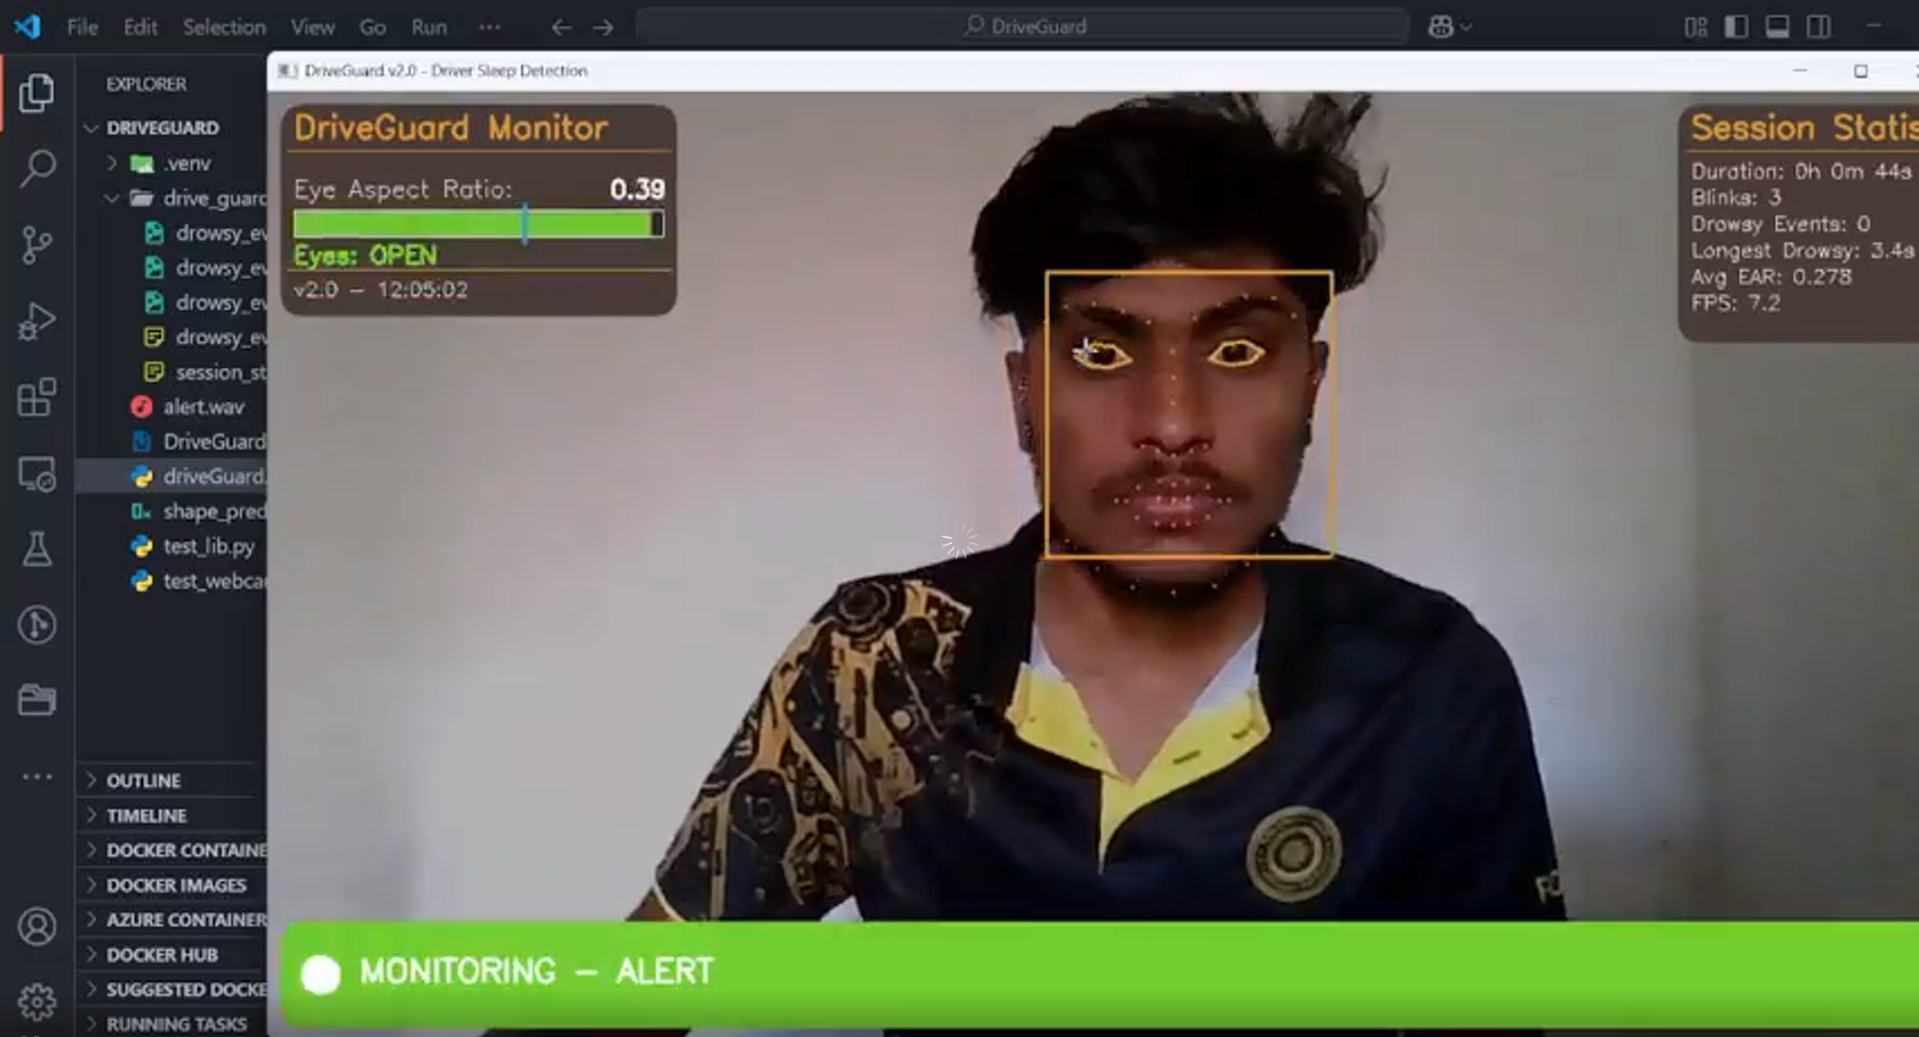 File Edit Selection View Go Run ··· DriveGuard
EXPLORER
DRIVEGUARD
.venv
drive_guard
drowsy_ev
drowsy_ev
drowsy_ev
drowsy_ev
session_st
alert.wav
DriveGuard
driveGuard.
shape_pred
test_lib.py
test_webca
OUTLINE
TIMELINE
DOCKER CONTAINE
DOCKER IMAGES
AZURE CONTAINER
DOCKER HUB
SUGGESTED DOCKE
RUNNING TASKS
DriveGuard v2.0 - Driver Sleep Detection
DriveGuard Monitor
Eye Aspect Ratio: 0.39
Eyes: OPEN
v2.0 – 12:05:02
Session Statis
Duration: 0h 0m 44s
Blinks: 3
Drowsy Events: 0
Longest Drowsy: 3.4s
Avg EAR: 0.278
FPS: 7.2
MONITORING – ALERT